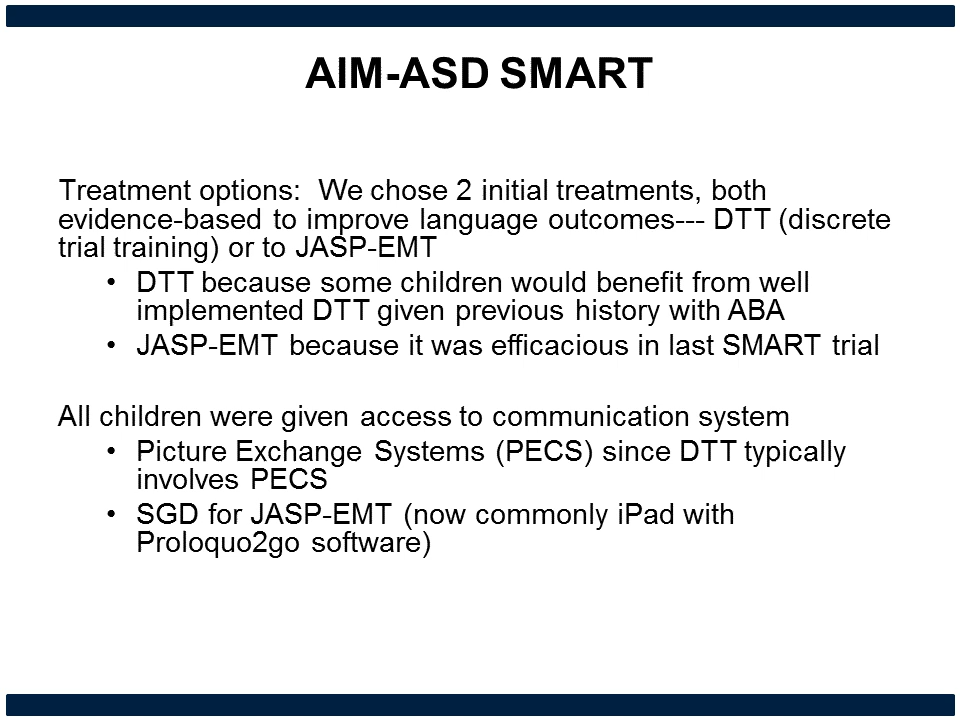 AIM-ASD SMART
Treatment options:  We chose 2 initial treatments, both
evidence-based to improve language outcomes--- DTT (discrete
trial training) or to JASP-EMT
• DTT because some children would benefit from well
implemented DTT given previous history with ABA
• JASP-EMT because it was efficacious in last SMART trial
All children were given access to communication system
• Picture Exchange Systems (PECS) since DTT typically
involves PECS
• SGD for JASP-EMT (now commonly iPad with
Proloquo2go software)